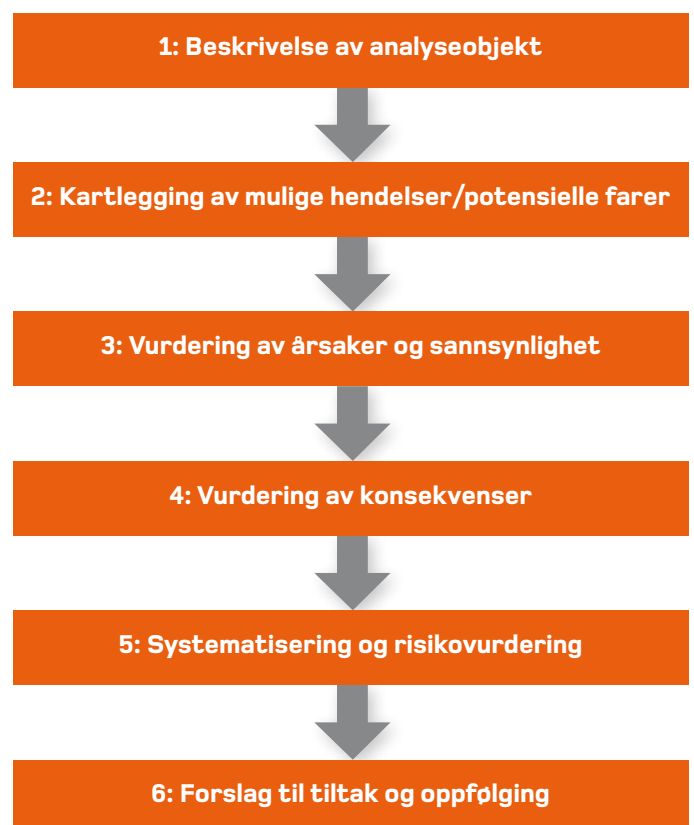 1: Beskrivelse av analyseobjekt
2: Kartlegging av mulige hendelser/potensielle farer
3: Vurdering av årsaker og sannsynlighet
4: Vurdering av konsekvenser
5: Systematisering og risikovurdering
6: Forslag til tiltak og oppfølging